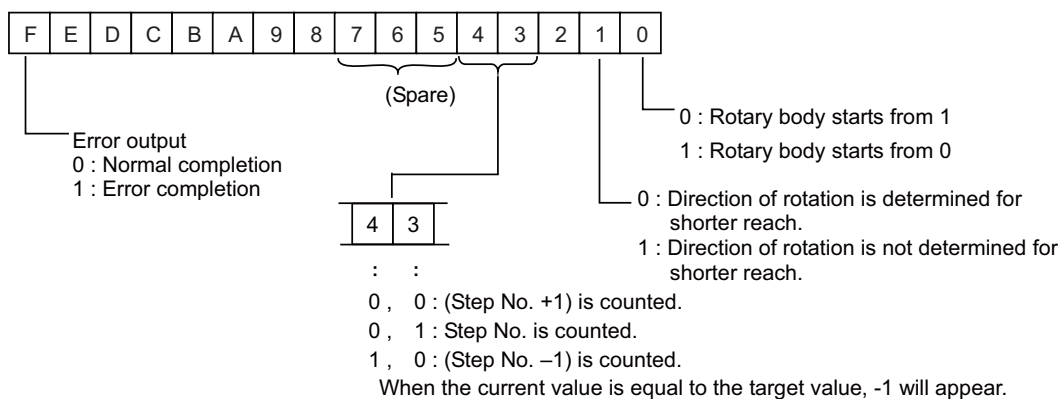 F E D C B A 9 8 7 6 5 4 3 2 1 0
(Spare)
0 : Rotary body starts from 1
1 : Rotary body starts from 0
Error output
0 : Normal completion
1 : Error completion
0 : Direction of rotation is determined for
shorter reach.
1 : Direction of rotation is not determined for
shorter reach.
4 3
: :
0 , 0 : (Step No. +1) is counted.
0 , 1 : Step No. is counted.
1 , 0 : (Step No. –1) is counted.
When the current value is equal to the target value, -1 will appear.